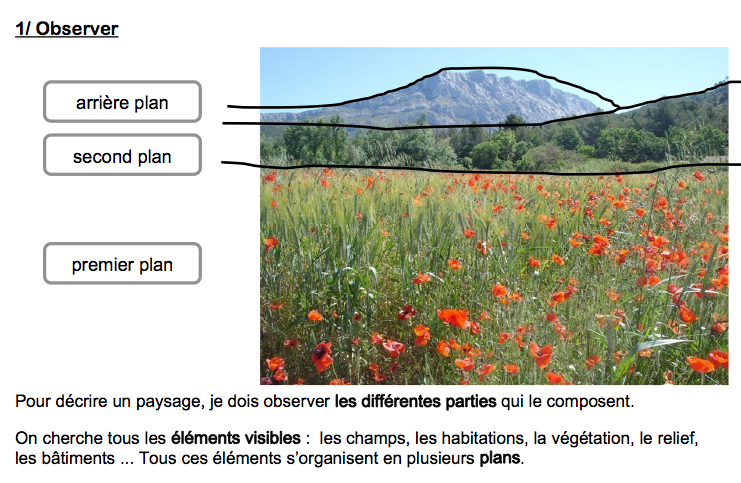 1/ Observer
arrière plan
second plan
premier plan
Pour décrire un paysage, je dois observer les différentes parties qui le composent.
On cherche tous les éléments visibles :  les champs, les habitations, la végétation, le relief,
les bâtiments ... Tous ces éléments s’organisent en plusieurs plans.